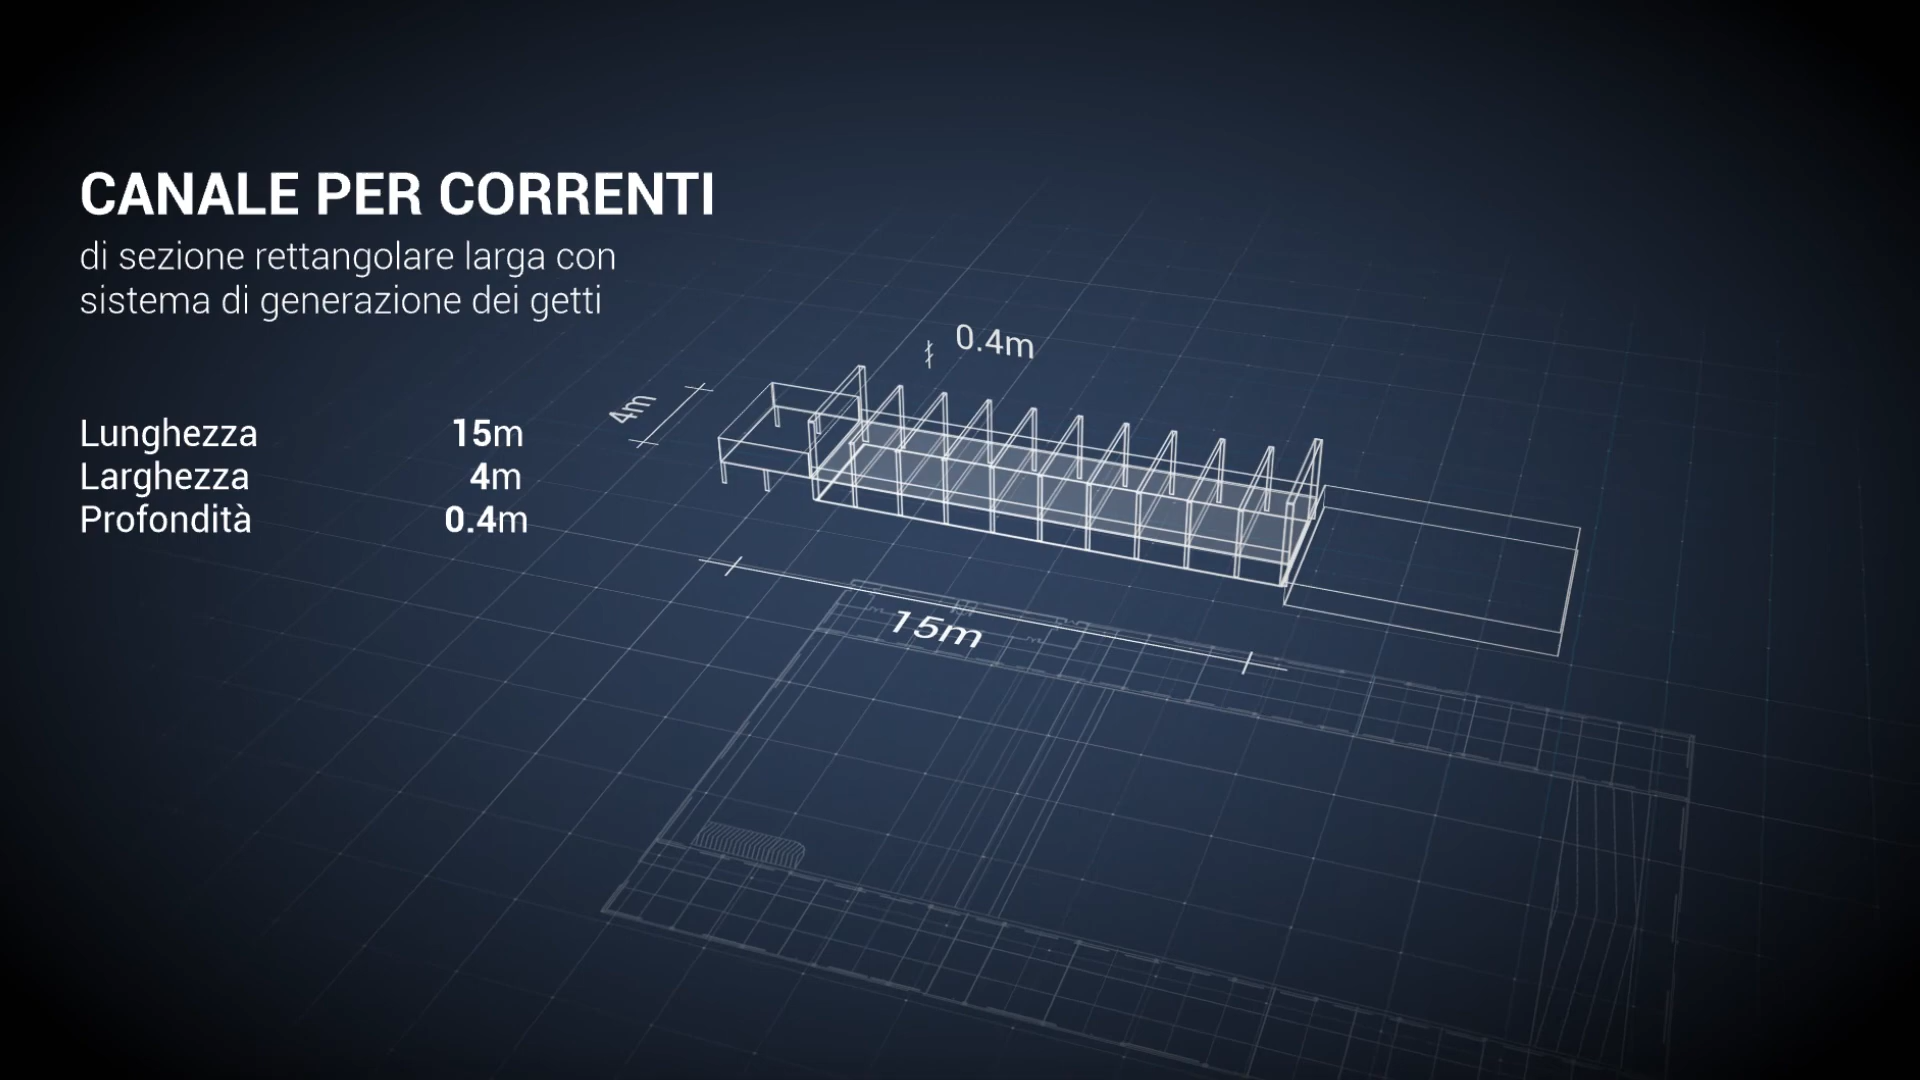 CANALE PER CORRENTI
di sezione rettangolare larga con
sistema di generazione dei getti
Lunghezza 15m
Larghezza 4m
Profondità 0.4m
0.4m
4m
15m